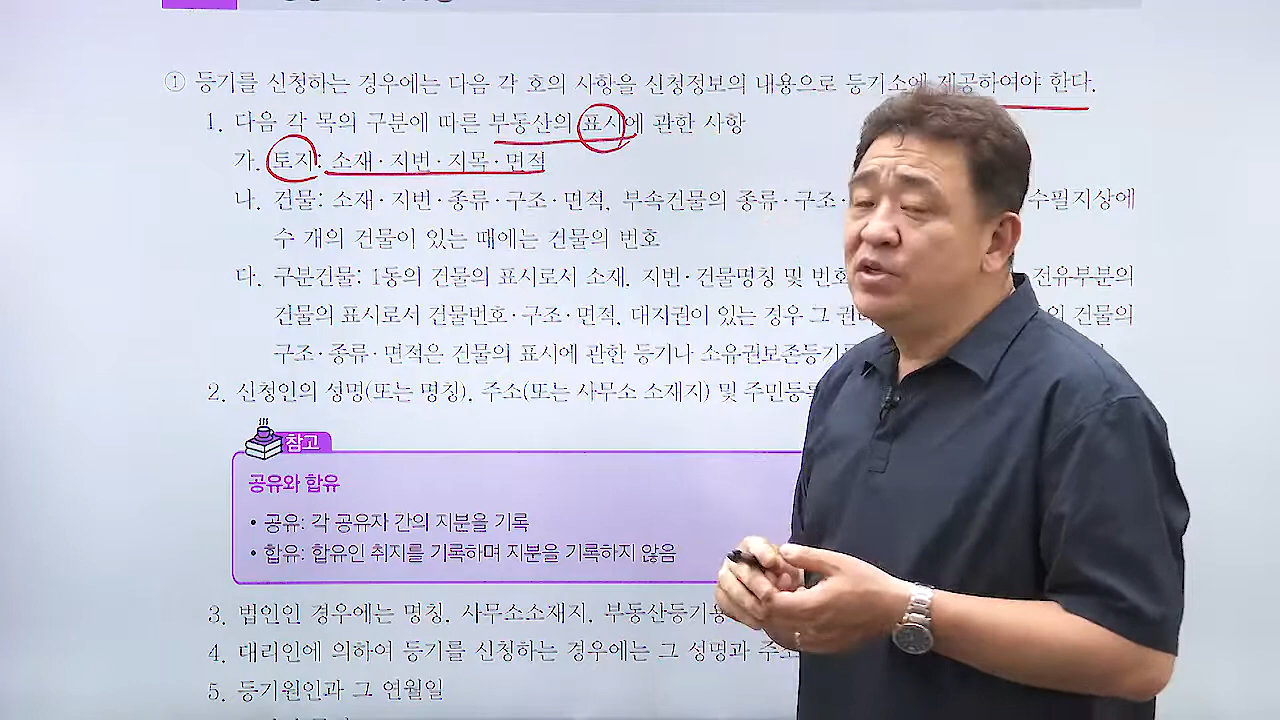 ① 등기를 신청하는 경우에는 다음 각 호의 사항을 신청정보의 내용으로 등기소에 제공하여야 한다.
1. 다음 각 목의 구분에 따른 부동산의 표시에 관한 사항
가. 토지: 소재·지번·지목·면적
나. 건물: 소재·지번·종류·구조·면적, 부속건물의 종류·구조· 수필지상에
수 개의 건물이 있는 때에는 건물의 번호
다. 구분건물: 1동의 건물의 표시로서 소재, 지번·건물명칭 및 번호 전유부분의
건물의 표시로서 건물번호·구조·면적, 대지권이 있는 경우 그 건물의
구조·종류·면적은 건물의 표시에 관한 등기나 소유권보존등기
2. 신청인의 성명(또는 명칭), 주소(또는 사무소 소재지) 및
참고
공유와 합유
• 공유: 각 공유자 간의 지분을 기록
• 합유: 합유인 취지를 기록하며 지분을 기록하지 않음
3. 법인인 경우에는 명칭, 사무소소재지,
4. 대리인에 의하여 등기를 신청하는 경우에는 그 성명과
5. 등기원인과 그 연월일